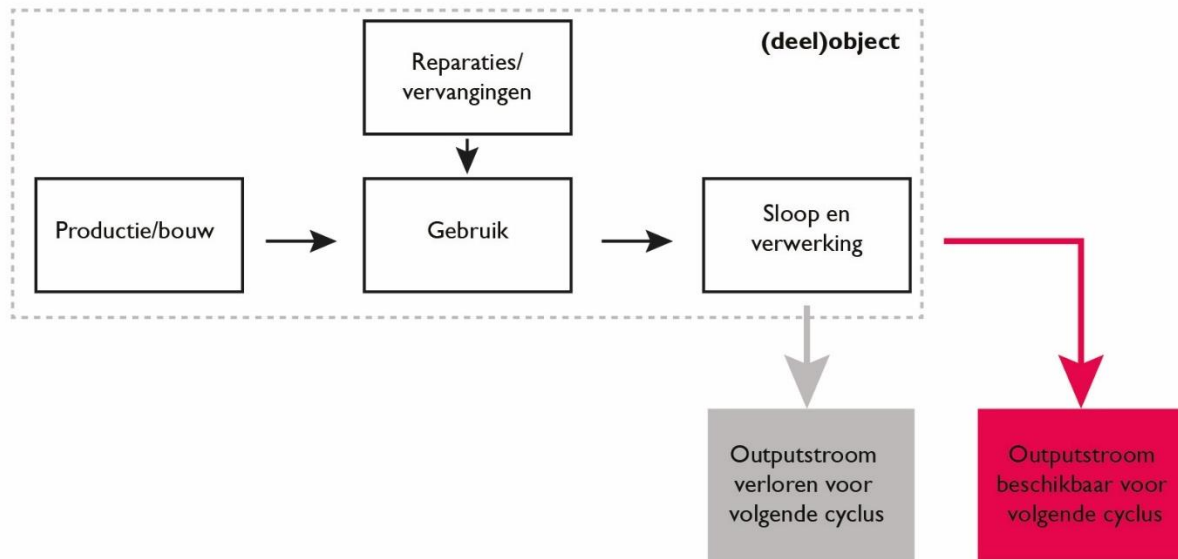 (deel)object
Reparaties/
vervangingen
Productie/bouw
Gebruik
Sloop en
verwerking
Outputstroom
verloren voor
volgende cyclus
Outputstroom
beschikbaar voor
volgende cyclus